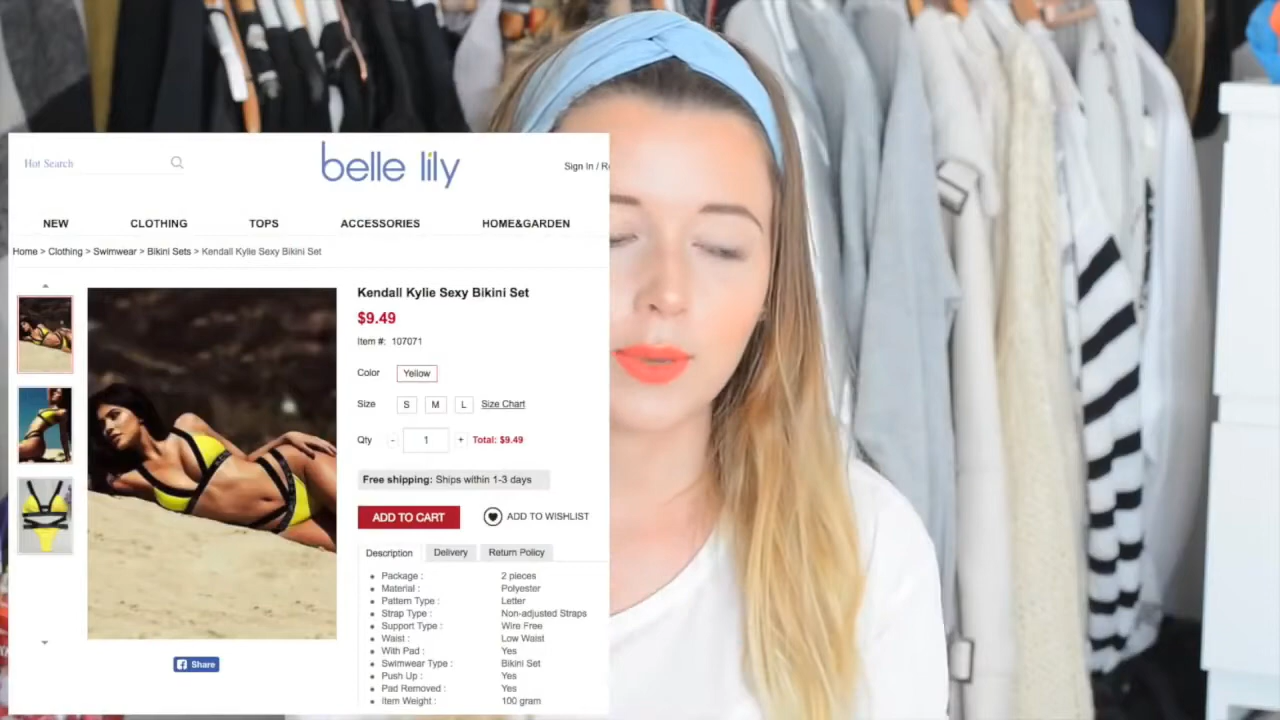 belle lily
Hot Search
Sign In / R
NEW CLOTHING TOPS ACCESSORIES HOME&GARDEN
Home > Clothing > Swimwear > Bikini Sets > Kendall Kylie Sexy Bikini Set
Kendall Kylie Sexy Bikini Set
$9.49
Item #: 107071
Color Yellow
Size S M L Size Chart
Qty - 1 + Total: $9.49
Free shipping: Ships within 1-3 days
ADD TO CART ADD TO WISHLIST
Description Delivery Return Policy
Package : 2 pieces
Material : Polyester
Pattern Type : Letter
Strap Type : Non-adjusted Straps
Support Type : Wire Free
Waist : Low Waist
With Pad : Yes
Swimwear Type : Bikini Set
Push Up : Yes
Pad Removed : Yes
Item Weight : 100 gram
f Share